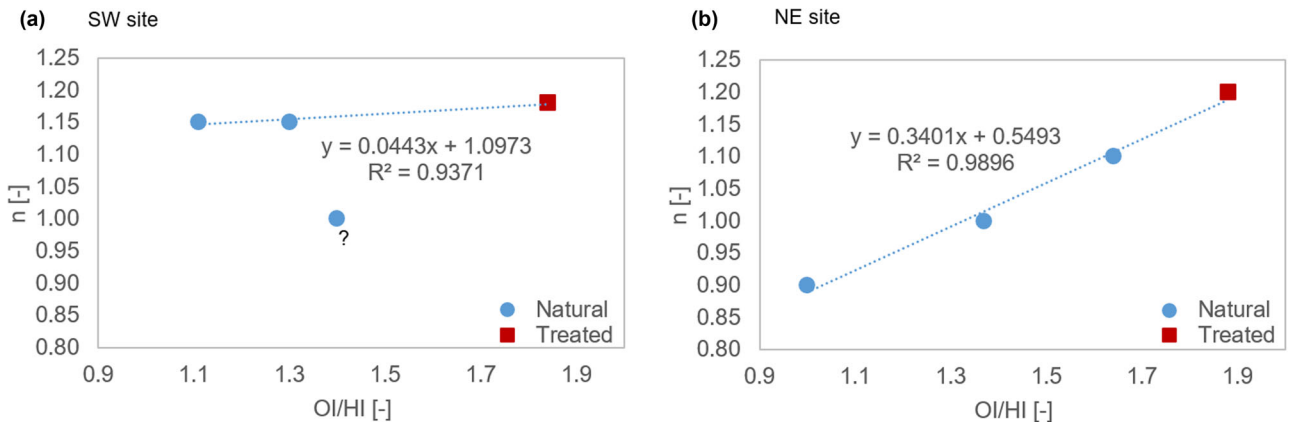 (a) SW site
1.25
1.20
1.15
1.10
1.05
1.00
0.95
0.90
0.85
0.80
n [-]
y = 0.0443x + 1.0973
R² = 0.9371
?
Natural
Treated
0.9 1.1 1.3 1.5 1.7 1.9
OI/HI [-]
(b) NE site
1.25
1.20
1.15
1.10
1.05
1.00
0.95
0.90
0.85
0.80
n [-]
y = 0.3401x + 0.5493
R² = 0.9896
Natural
Treated
0.9 1.1 1.3 1.5 1.7 1.9
OI/HI [-]